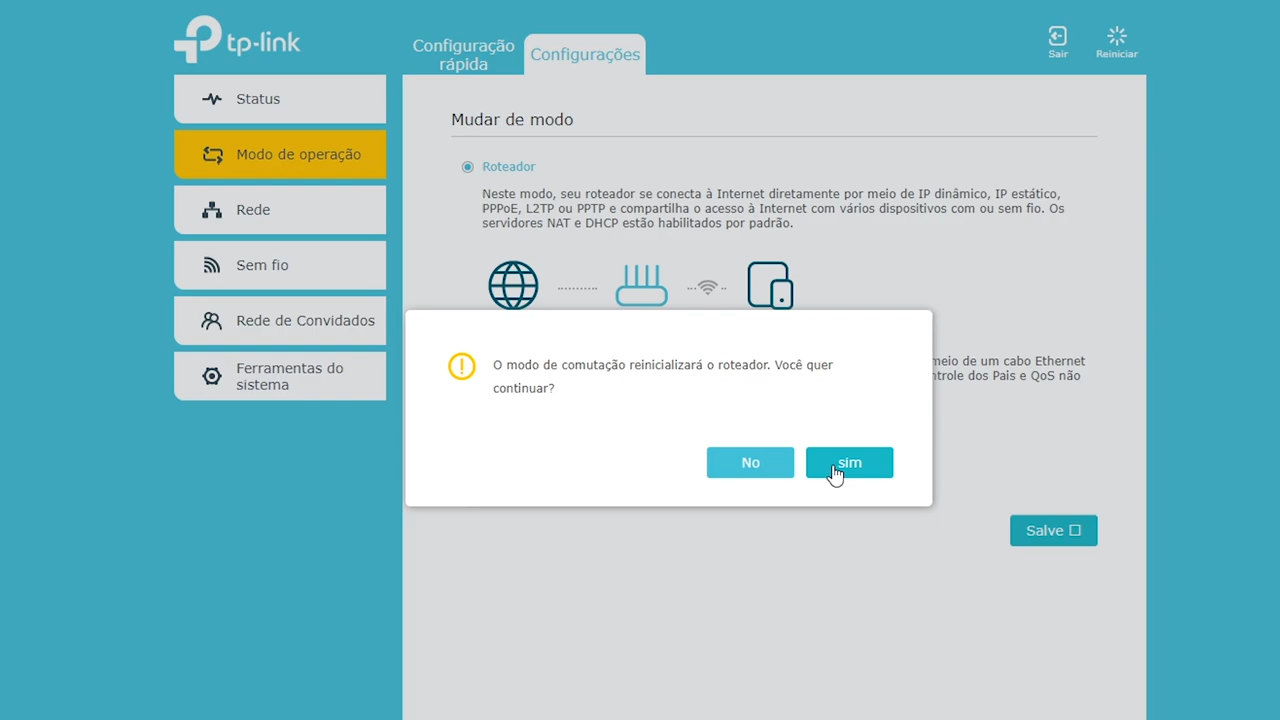 tp-link
Configuração
rápida
Configurações
Sair
Reiniciar
Status
Modo de operação
Rede
Sem fio
Rede de Convidados
Ferramentas do
sistema
Mudar de modo
Roteador
Neste modo, seu roteador se conecta à Internet diretamente por meio de IP dinâmico, IP estático,
PPPoE, L2TP ou PPTP e compartilha o acesso à Internet com vários dispositivos com ou sem fio. Os
servidores NAT e DHCP estão habilitados por padrão.
meio de um cabo Ethernet
ntrole dos Pais e QoS não
O modo de comutação reinicializará o roteador. Você quer
continuar?
No
sim
Salve